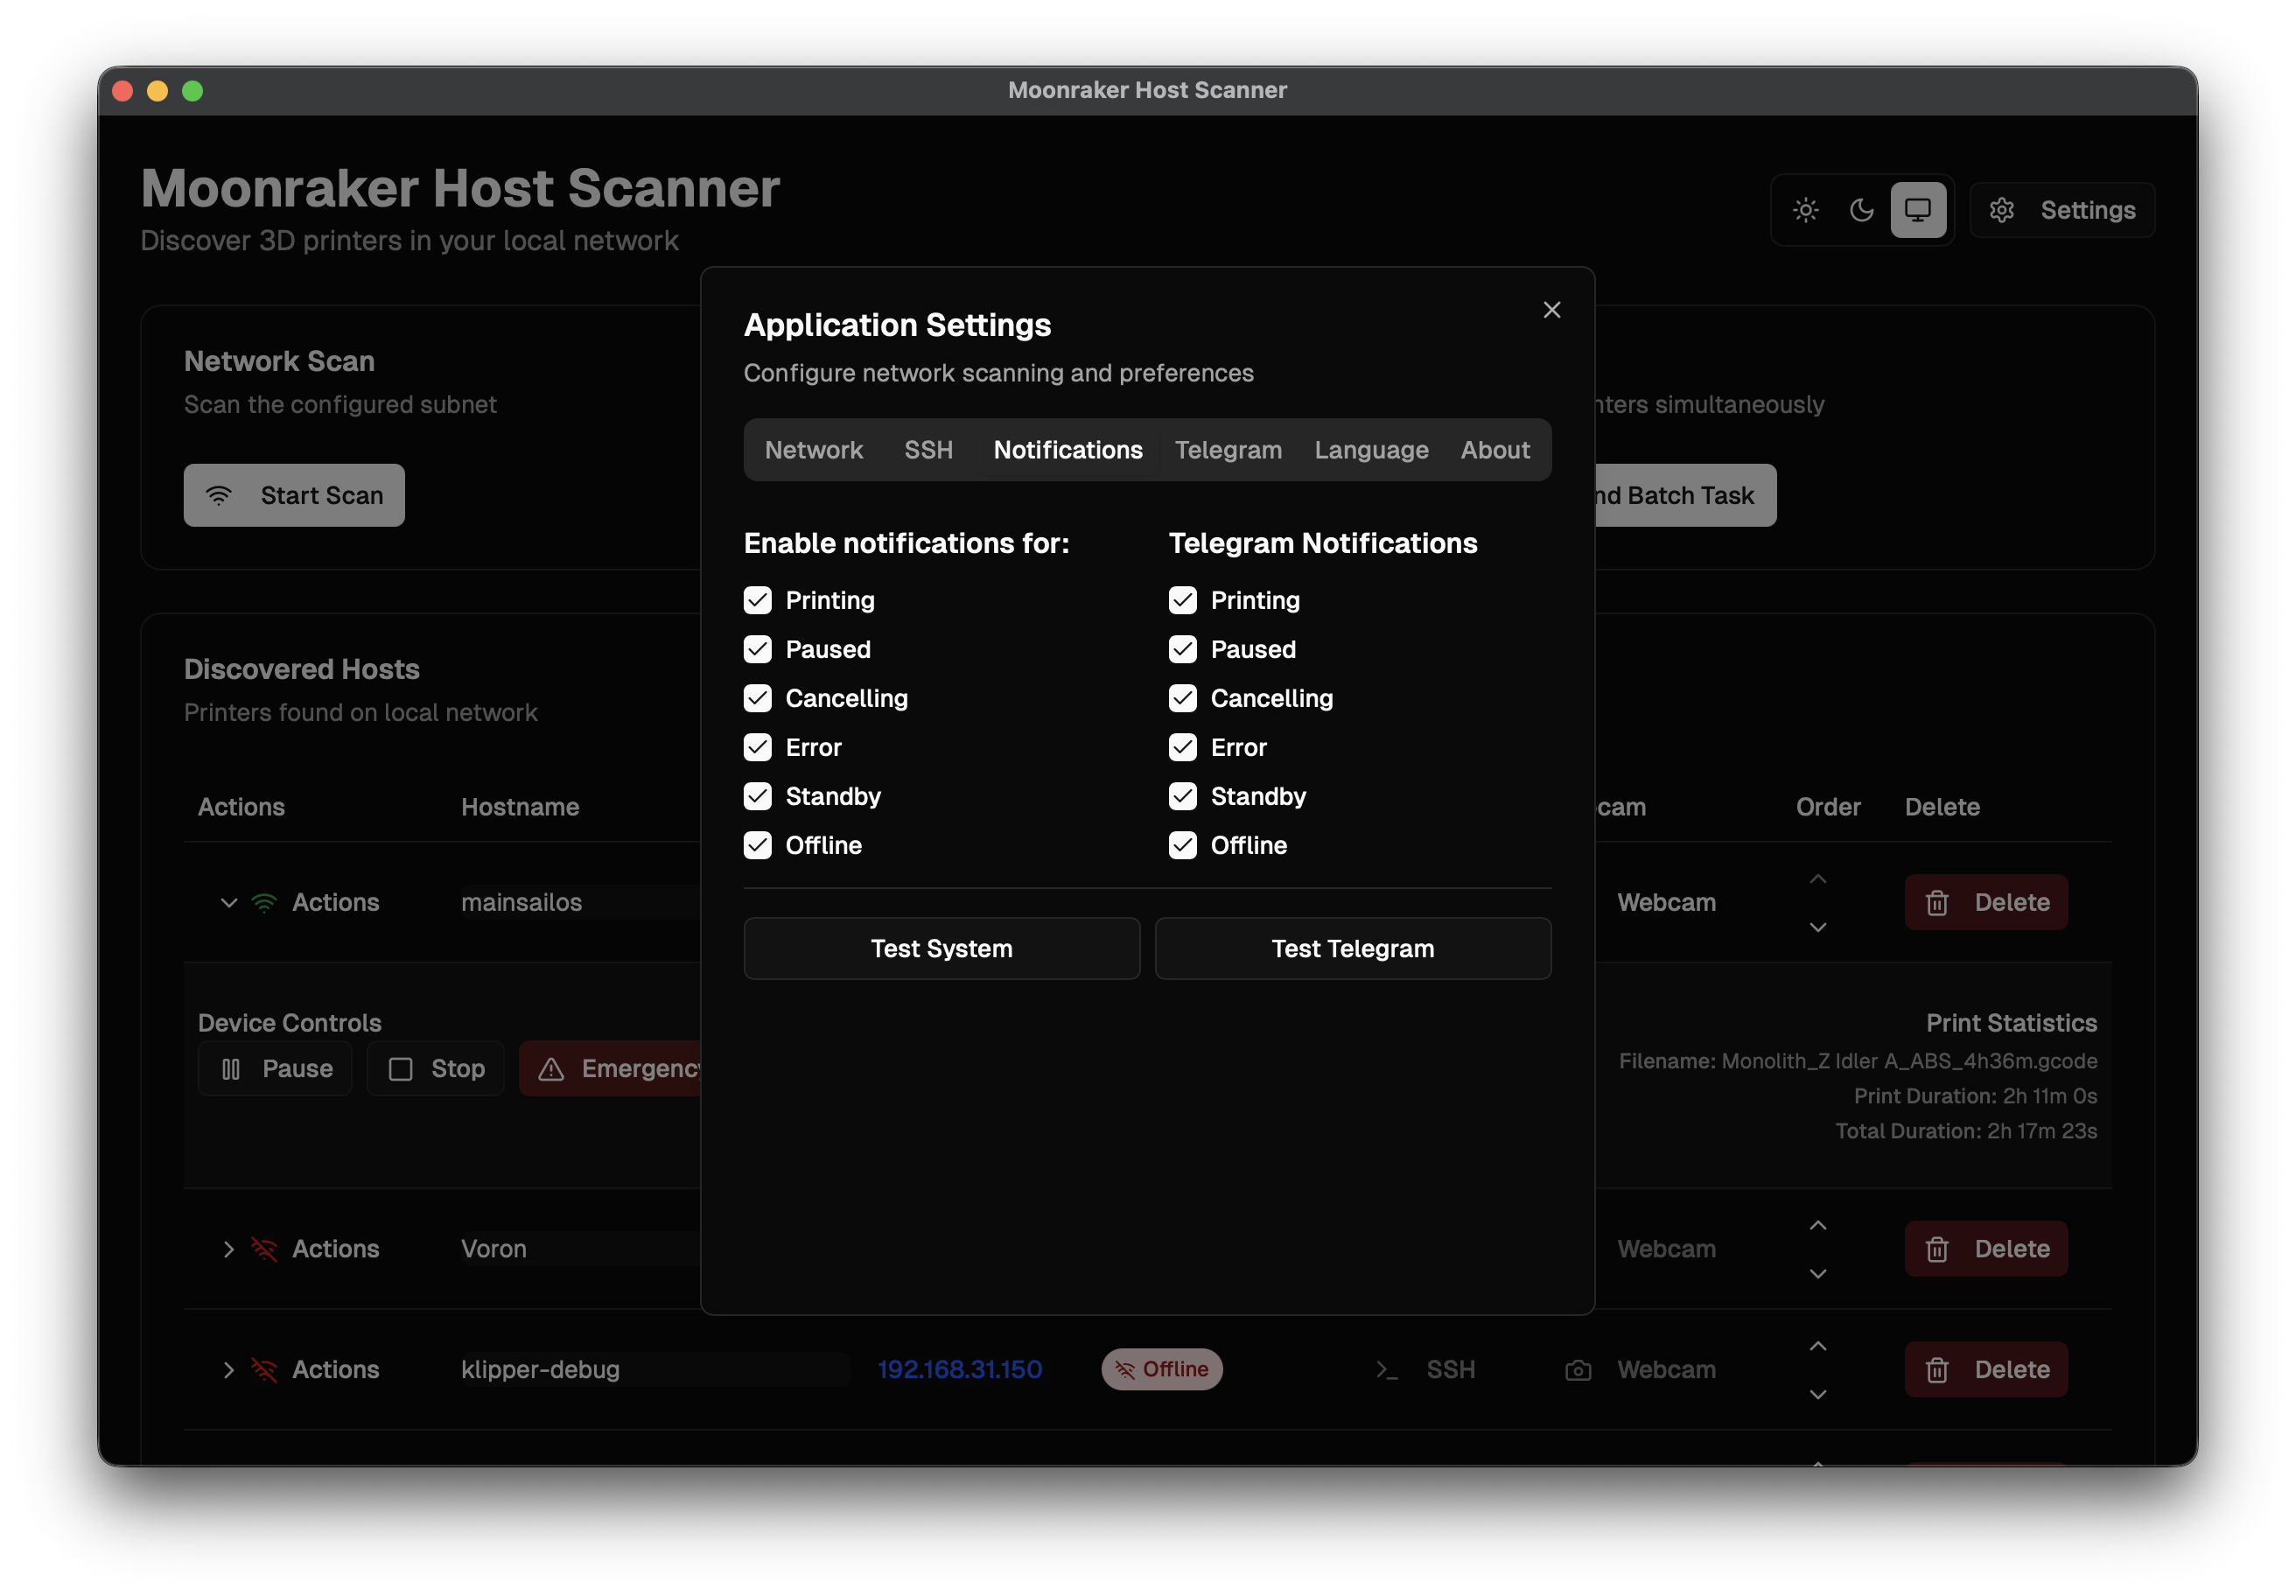 Moonraker Host Scanner
Moonraker Host Scanner
Discover 3D printers in your local network
Settings
Network Scan
Scan the configured subnet
Start Scan
simultaneously
Batch Task
Application Settings
Configure network scanning and preferences
Network SSH Notifications Telegram Language About
Enable notifications for:
Printing
Paused
Cancelling
Error
Standby
Offline
Telegram Notifications
Printing
Paused
Cancelling
Error
Standby
Offline
Test System Test Telegram
Discovered Hosts
Printers found on local network
Actions Hostname Order Delete
Actions mainsailos Webcam Delete
Device Controls
Pause Stop Emergency
Print Statistics
Filename: Monolith_Z Idler A_ABS_4h36m.gcode
Print Duration: 2h 11m 0s
Total Duration: 2h 17m 23s
Actions Voron Webcam Delete
Actions klipper-debug 192.168.31.150 Offline SSH Webcam Delete